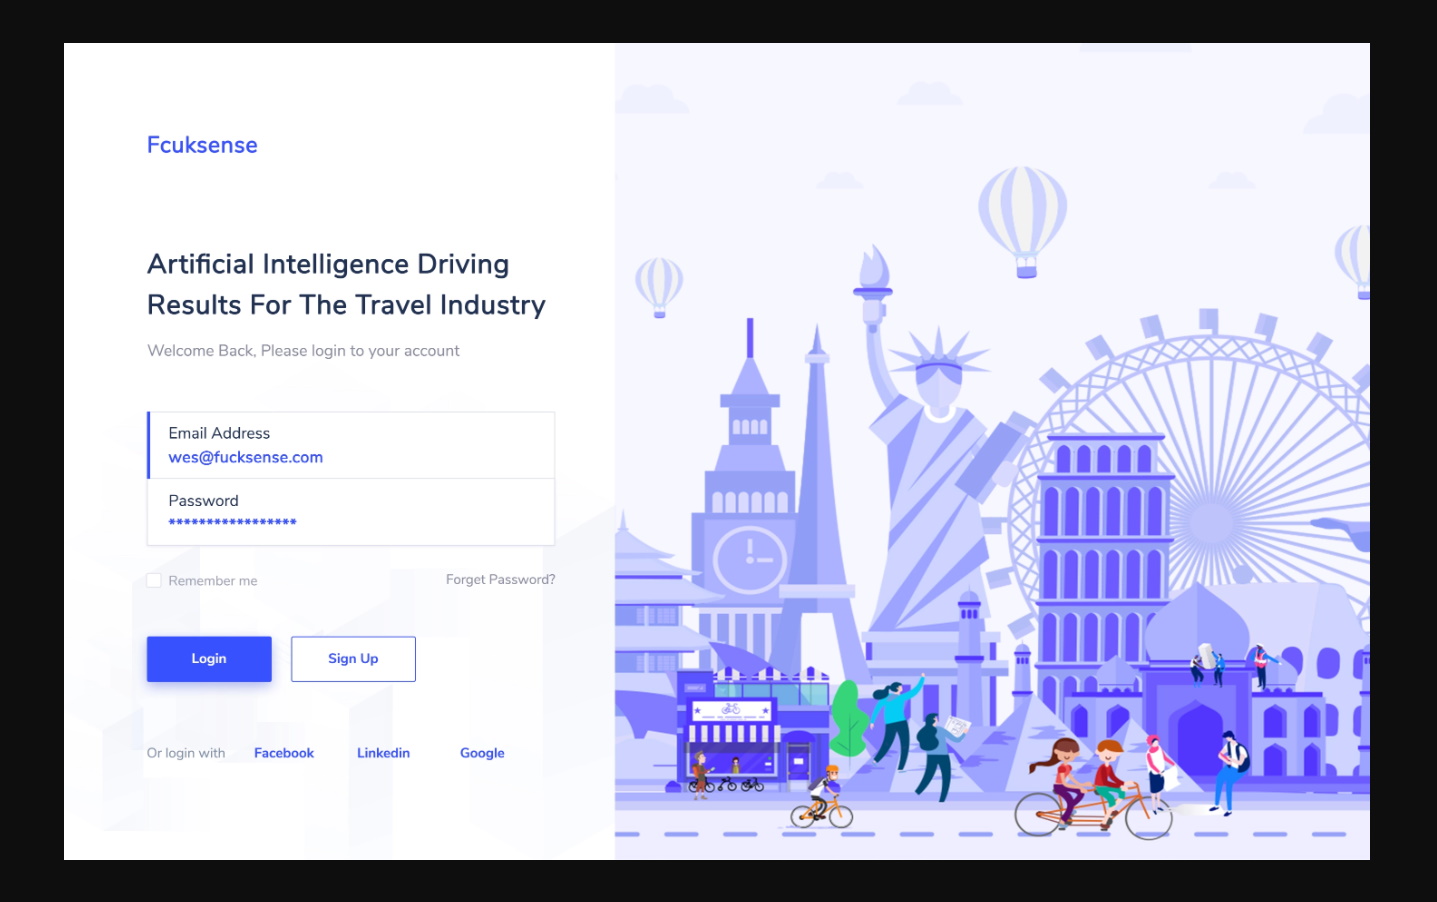 Fcuksense
Artificial Intelligence Driving
Results For The Travel Industry
Welcome Back, Please login to your account
Email Address
wes@fucksense.com
Password
*****************
Remember me
Forget Password?
Login
Sign Up
Or login with
Facebook
Linkedin
Google